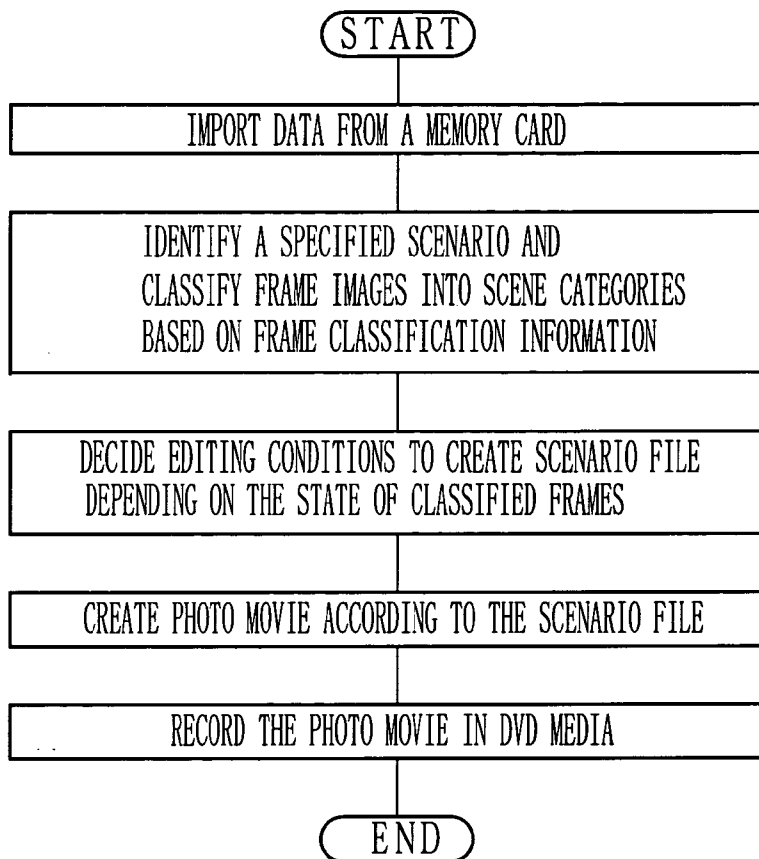 START
IMPORT DATA FROM A MEMORY CARD
IDENTIFY A SPECIFIED SCENARIO AND
CLASSIFY FRAME IMAGES INTO SCENE CATEGORIES
BASED ON FRAME CLASSIFICATION INFORMATION
DECIDE EDITING CONDITIONS TO CREATE SCENARIO FILE
DEPENDING ON THE STATE OF CLASSIFIED FRAMES
CREATE PHOTO MOVIE ACCORDING TO THE SCENARIO FILE
RECORD THE PHOTO MOVIE IN DVD MEDIA
END